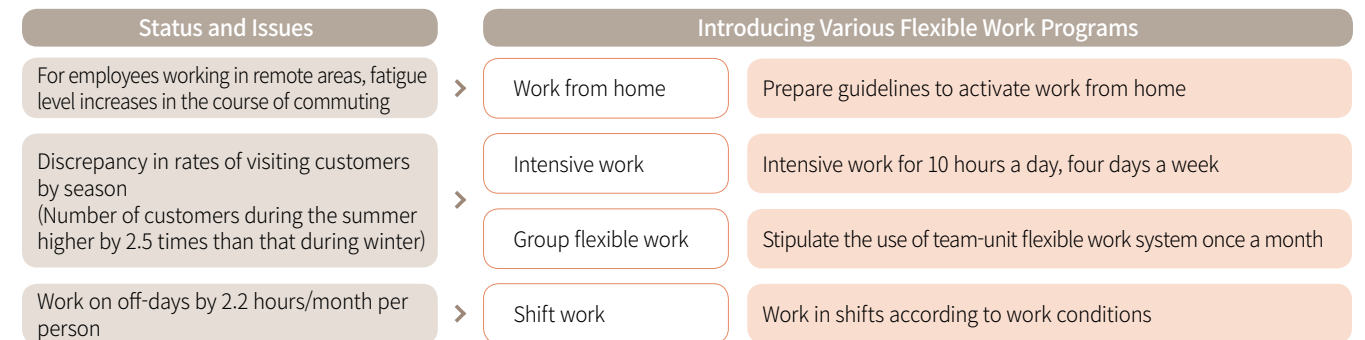 Status and Issues
Introducing Various Flexible Work Programs
For employees working in remote areas, fatigue
level increases in the course of commuting
Work from home
Prepare guidelines to activate work from home
Discrepancy in rates of visiting customers
by season
(Number of customers during the summer
higher by 2.5 times than that during winter)
Intensive work
Intensive work for 10 hours a day, four days a week
Group flexible work
Stipulate the use of team-unit flexible work system once a month
Work on off-days by 2.2 hours/month per
person
Shift work
Work in shifts according to work conditions